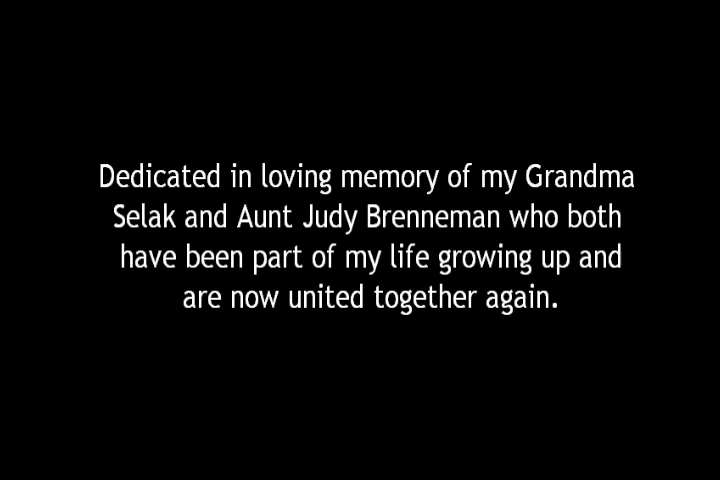 Dedicated in loving memory of my Grandma
Selak and Aunt Judy Brenneman who both
have been part of my life growing up and
are now united together again.